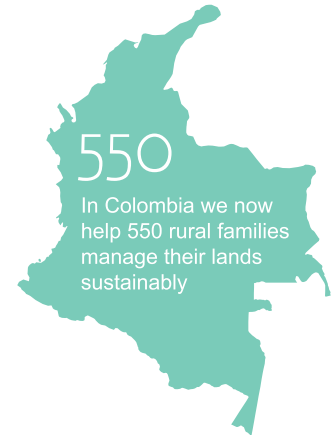 550
In Colombia we now
help 550 rural families
manage their lands
sustainably